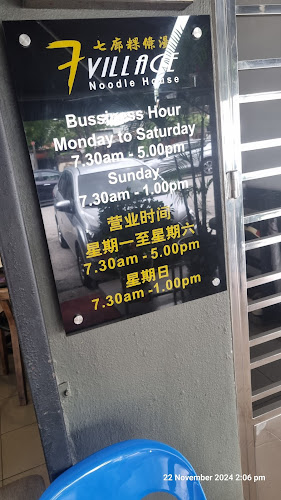 七廊粿條湯
7 VILLAGE
Noodle House
Bussiness Hour
Monday to Saturday
7.30am - 5.00pm
Sunday
7.30am - 1.00pm
营业时间
星期一至星期六
7.30am - 5.00pm
星期日
7.30am -1.00pm
22 November 2024 2:06 pm